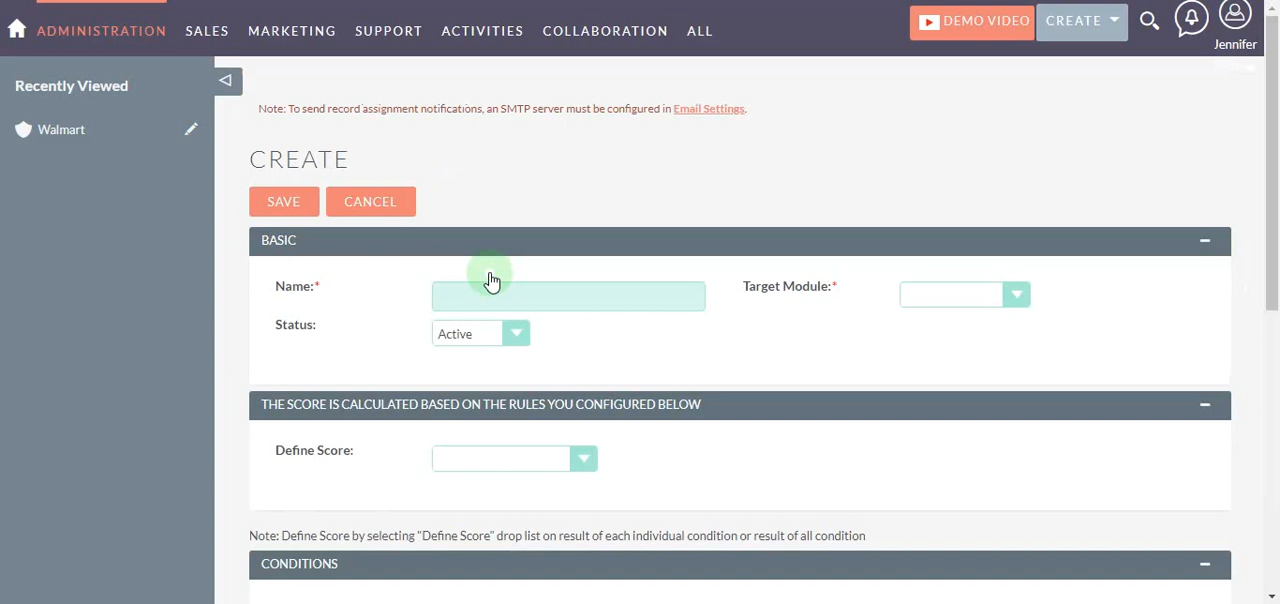 ADMINISTRATION SALES MARKETING SUPPORT ACTIVITIES COLLABORATION ALL DEMO VIDEO CREATE
Jennifer
Recently Viewed
Walmart
Note: To send record assignment notifications, an SMTP server must be configured in Email Settings.
CREATE
SAVE CANCEL
BASIC
Name:* Target Module:*
Status: Active
THE SCORE IS CALCULATED BASED ON THE RULES YOU CONFIGURED BELOW
Define Score:
Note: Define Score by selecting "Define Score" drop list on result of each individual condition or result of all condition
CONDITIONS